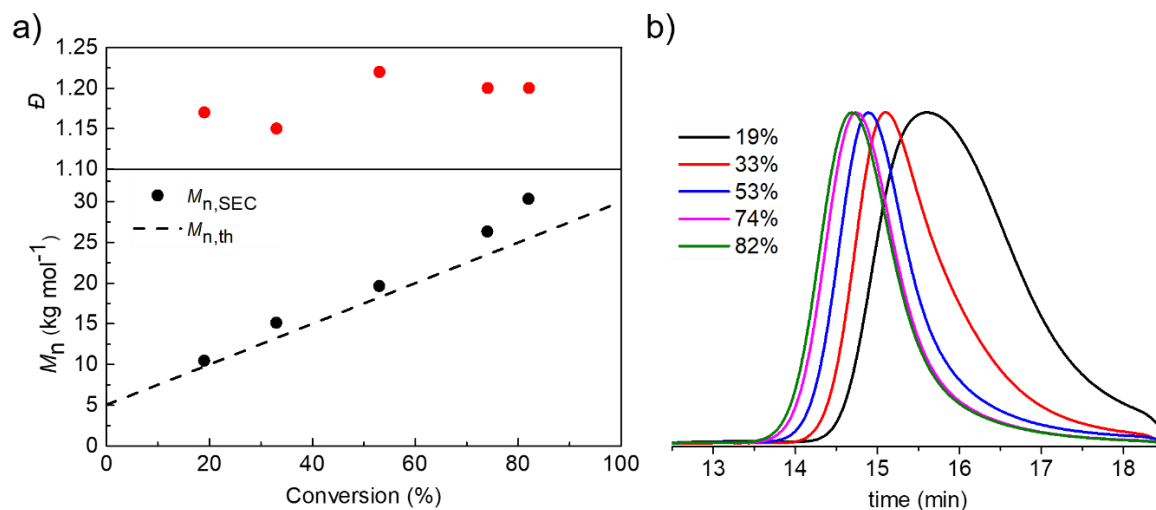 a)
1.25
1.20
1.15
1.10
Đ
30
25
20
15
10
5
0
Mn (kg mol⁻¹)
Mn,SEC
Mn,th
0 20 40 60 80 100
Conversion (%)
b)
19%
33%
53%
74%
82%
13 14 15 16 17 18
time (min)